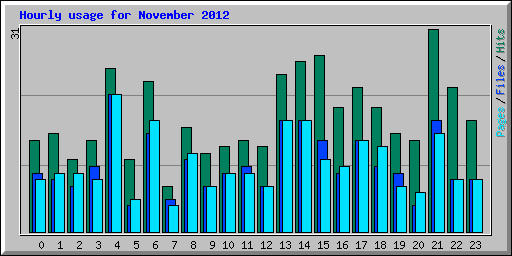 Hourly usage for November 2012
31
Pages / Files / Hits
0 1 2 3 4 5 6 7 8 9 10 11 12 13 14 15 16 17 18 19 20 21 22 23